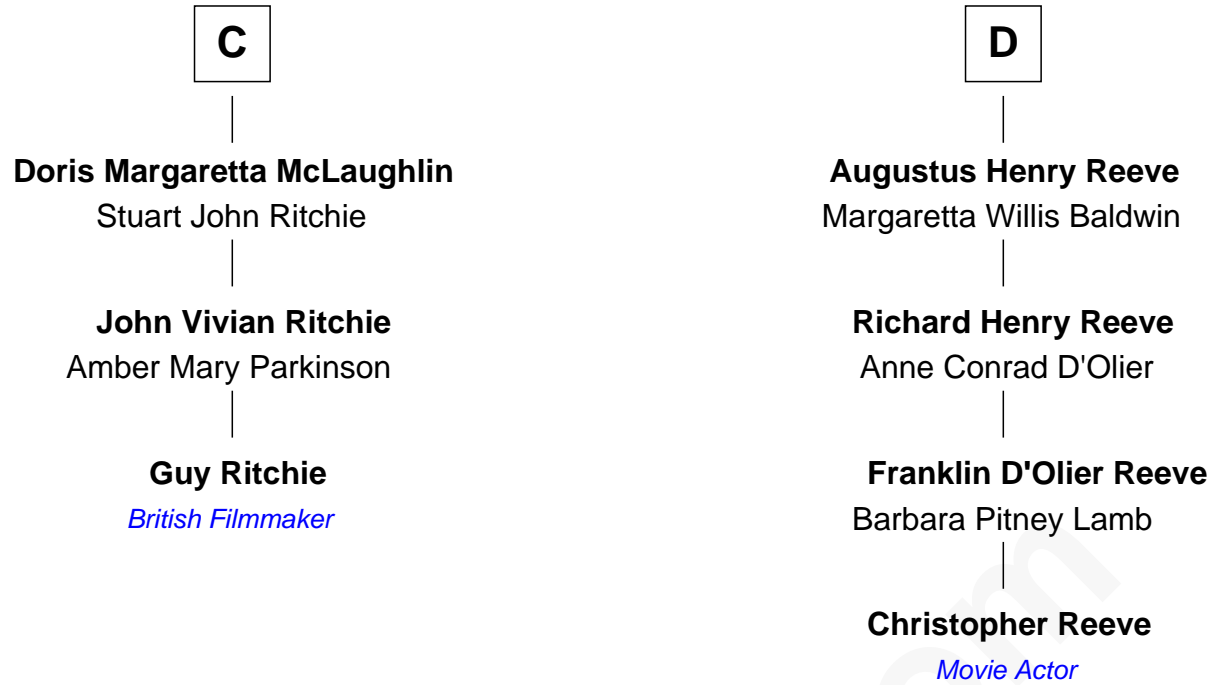 C
Doris Margaretta McLaughlin
Stuart John Ritchie
John Vivian Ritchie
Amber Mary Parkinson
Guy Ritchie
British Filmmaker
D
Augustus Henry Reeve
Margaretta Willis Baldwin
Richard Henry Reeve
Anne Conrad D'Olier
Franklin D'Olier Reeve
Barbara Pitney Lamb
Christopher Reeve
Movie Actor